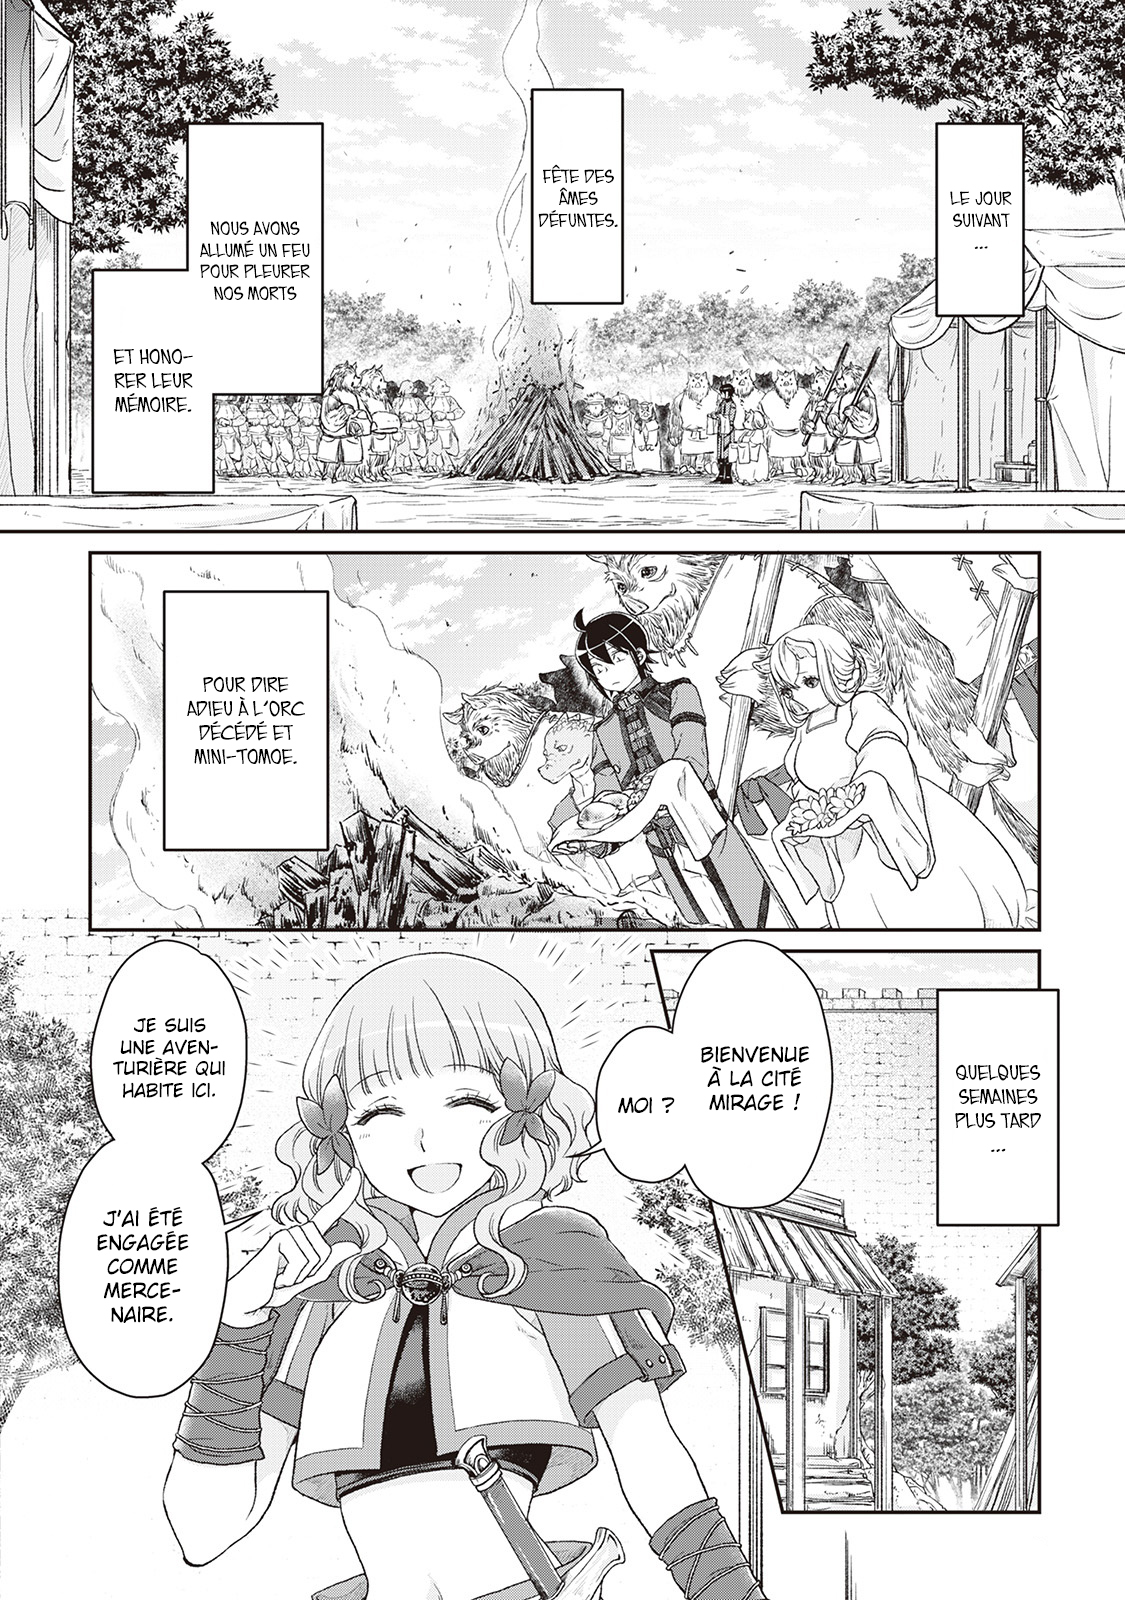 LE JOUR
SUIVANT
...
FÊTE DES
ÂMES
DÉFUNTES.
NOUS AVONS
ALLUMÉ UN FEU
POUR PLEURER
NOS MORTS
ET HONO-
RER LEUR
MÉMOIRE.
POUR DIRE
ADIEU À L'ORC
DÉCÉDÉ ET
MINI-TOMOE.
QUELQUES
SEMAINES
PLUS TARD
...
BIENVENUE
À LA CITÉ
MIRAGE !
MOI ?
JE SUIS
UNE AVEN-
TURIÈRE QUI
HABITE ICI.
J'AI ÉTÉ
ENGAGÉE
COMME
MERCE-
NAIRE.